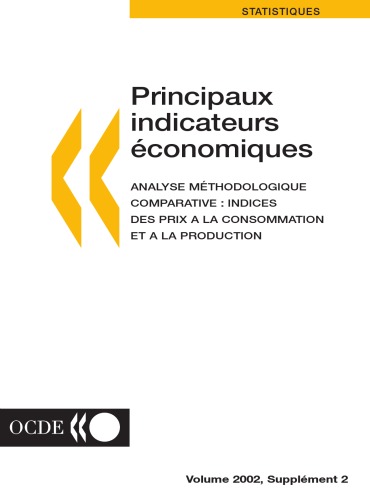 STATISTIQUES
Principaux
indicateurs
économiques
ANALYSE MÉTHODOLOGIQUE
COMPARATIVE : INDICES
DES PRIX A LA CONSOMMATION
ET A LA PRODUCTION
OCDE
Volume 2002, Supplément 2